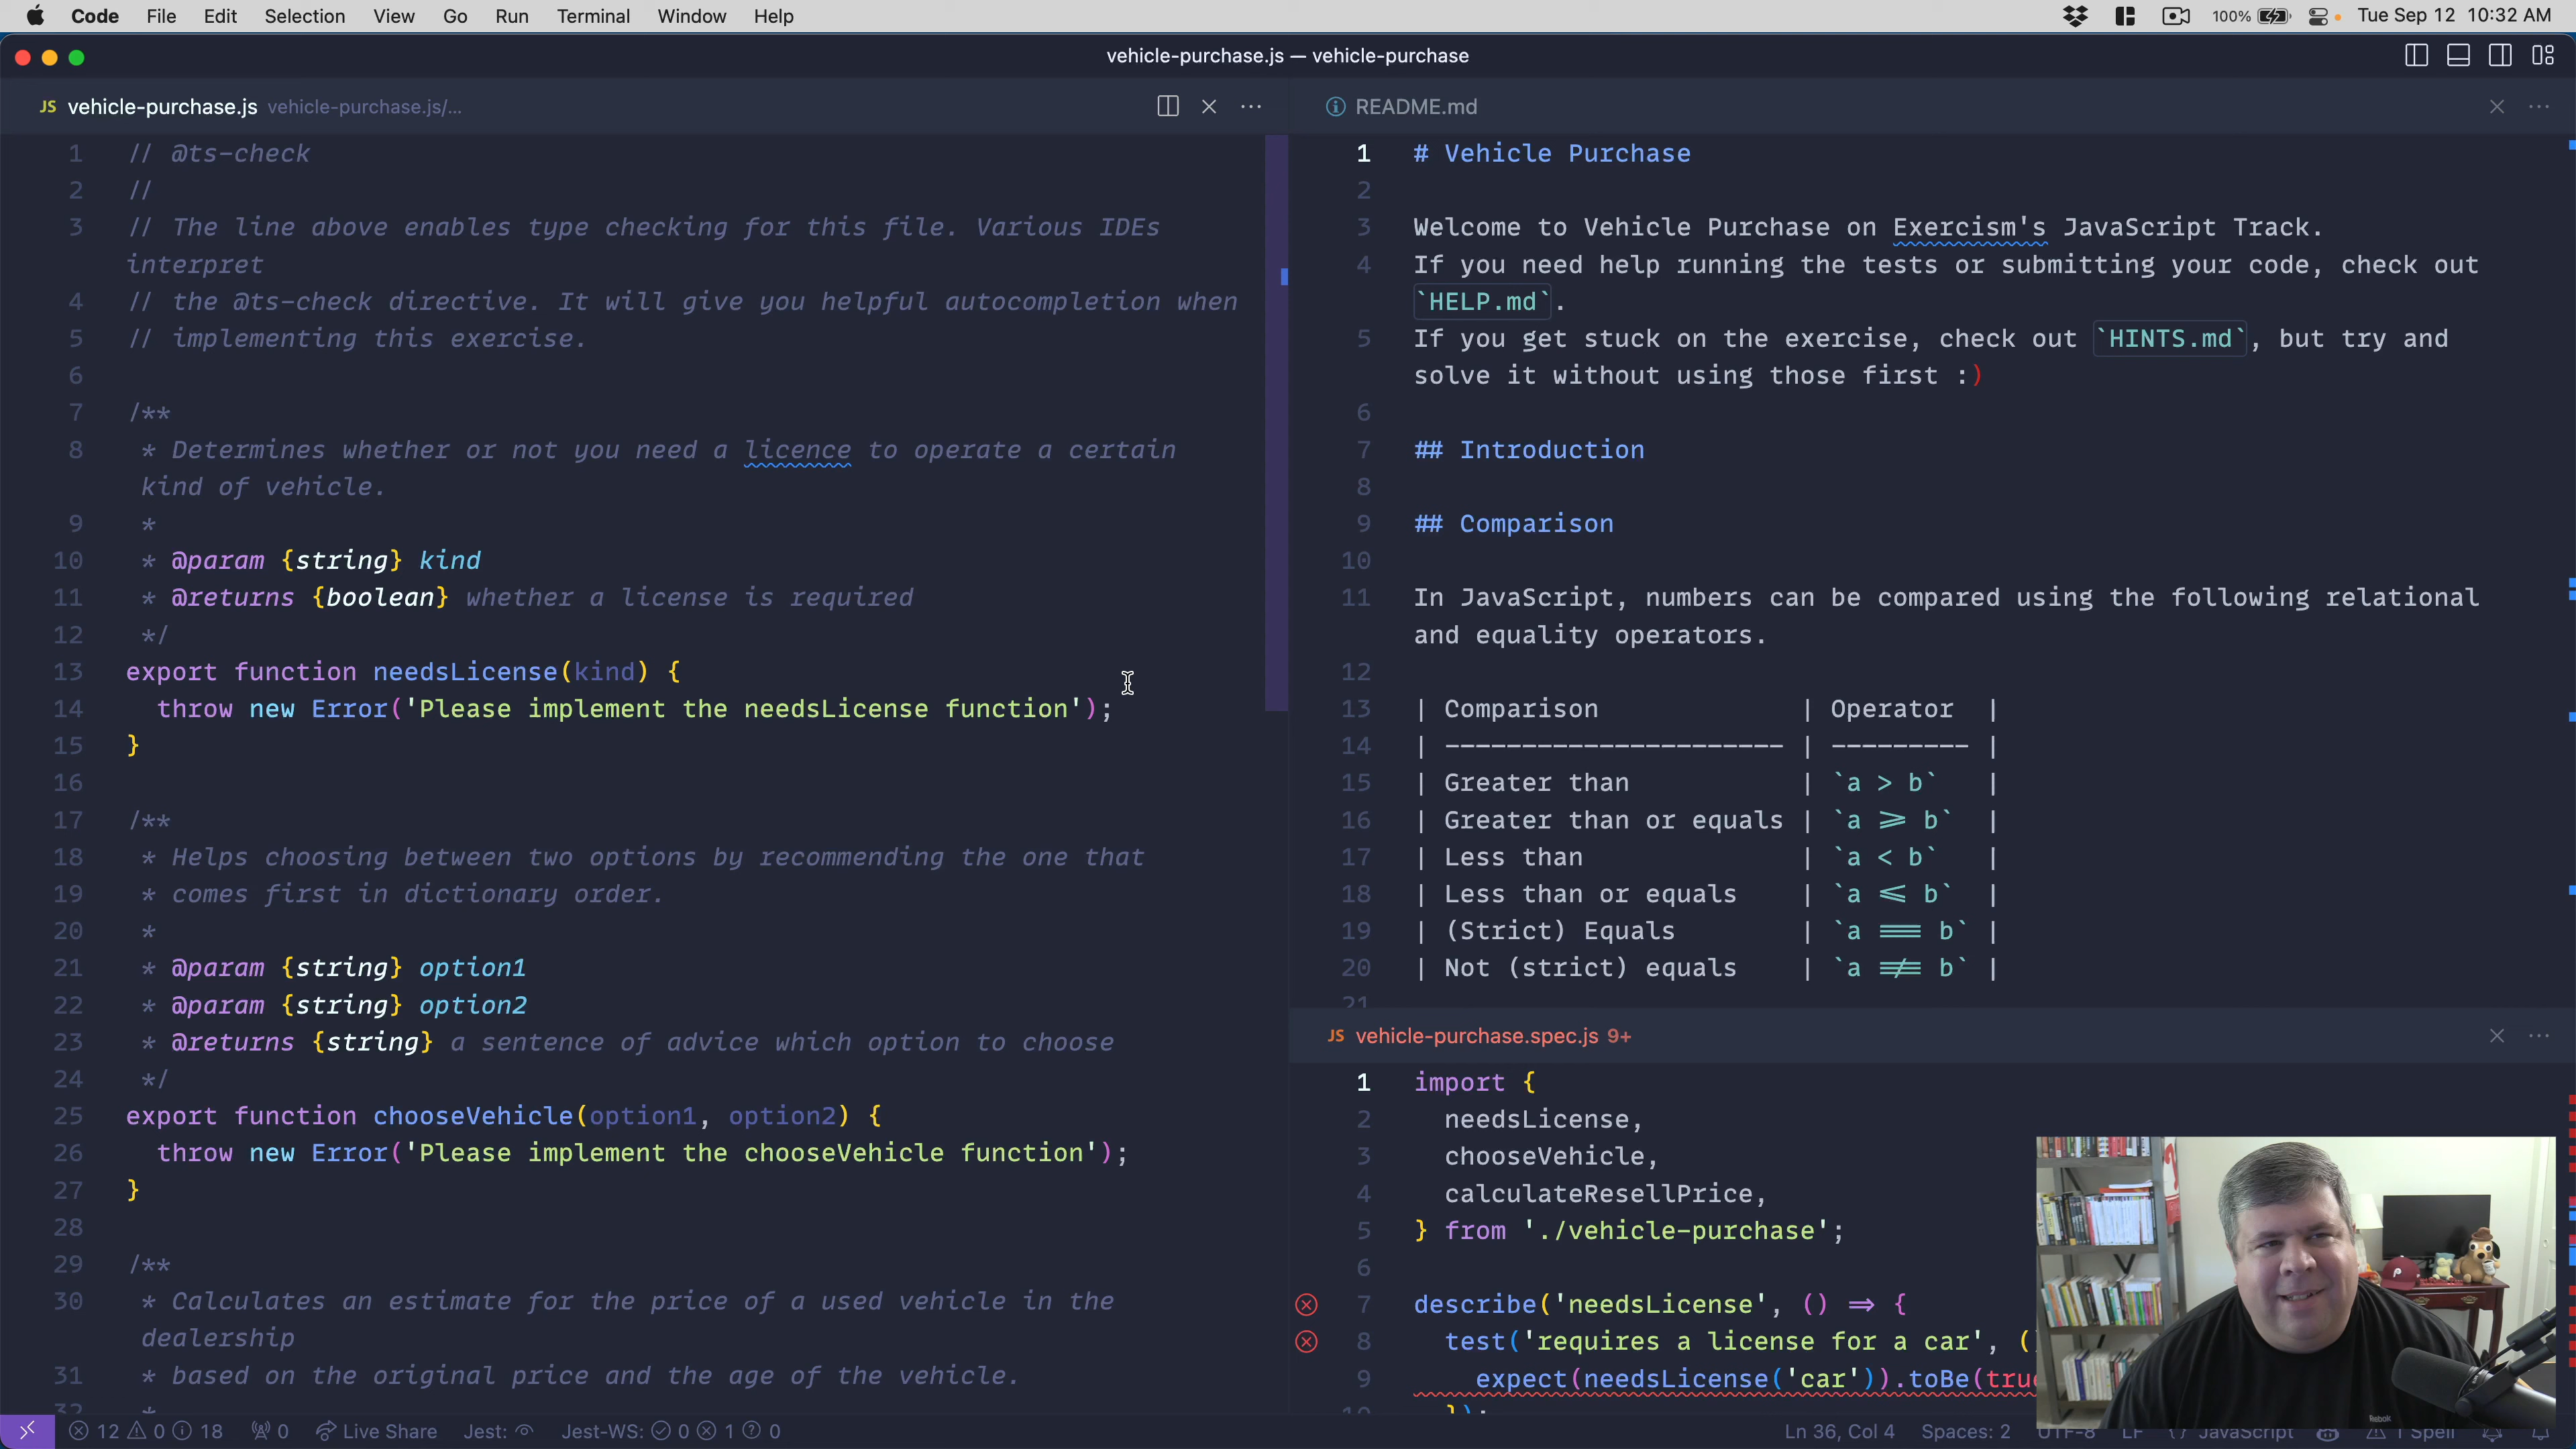 Code File Edit Selection View Go Run Terminal Window Help 100% Tue Sep 12 10:32 AM
vehicle-purchase.js — vehicle-purchase
JS vehicle-purchase.js vehicle-purchase.js/...
1 // @ts-check
2 //
3 // The line above enables type checking for this file. Various IDEs
interpret
4 // the @ts-check directive. It will give you helpful autocompletion when
5 // implementing this exercise.
6
7 /**
8 * Determines whether or not you need a licence to operate a certain
kind of vehicle.
9 *
10 * @param {string} kind
11 * @returns {boolean} whether a license is required
12 */
13 export function needsLicense(kind) {
14 throw new Error('Please implement the needsLicense function');
15 }
16
17 /**
18 * Helps choosing between two options by recommending the one that
19 * comes first in dictionary order.
20 *
21 * @param {string} option1
22 * @param {string} option2
23 * @returns {string} a sentence of advice which option to choose
24 */
25 export function chooseVehicle(option1, option2) {
26 throw new Error('Please implement the chooseVehicle function');
27 }
28
29 /**
30 * Calculates an estimate for the price of a used vehicle in the
dealership
31 * based on the original price and the age of the vehicle.
32 *
README.md
1 # Vehicle Purchase
2
3 Welcome to Vehicle Purchase on Exercism's JavaScript Track.
4 If you need help running the tests or submitting your code, check out
`HELP.md`.
5 If you get stuck on the exercise, check out `HINTS.md`, but try and
solve it without using those first :)
6
7 ## Introduction
8
9 ## Comparison
10
11 In JavaScript, numbers can be compared using the following relational
and equality operators.
12
13 | Comparison | Operator |
14 | ---------------------- | --------- |
15 | Greater than | `a > b` |
16 | Greater than or equals | `a >= b` |
17 | Less than | `a < b` |
18 | Less than or equals | `a <= b` |
19 | (Strict) Equals | `a === b` |
20 | Not (strict) equals | `a !== b` |
21
JS vehicle-purchase.spec.js 9+
1 import {
2 needsLicense,
3 chooseVehicle,
4 calculateResellPrice,
5 } from './vehicle-purchase';
6
7 describe('needsLicense', () => {
8 test('requires a license for a car', (
9 expect(needsLicense('car')).toBe(true
10 });
12 0 18 0 Live Share Jest: Jest-WS: 0 1 0 Ln 36, Col 4 Spaces: 2 UTF-8 LF {} JavaScript 1 Spell